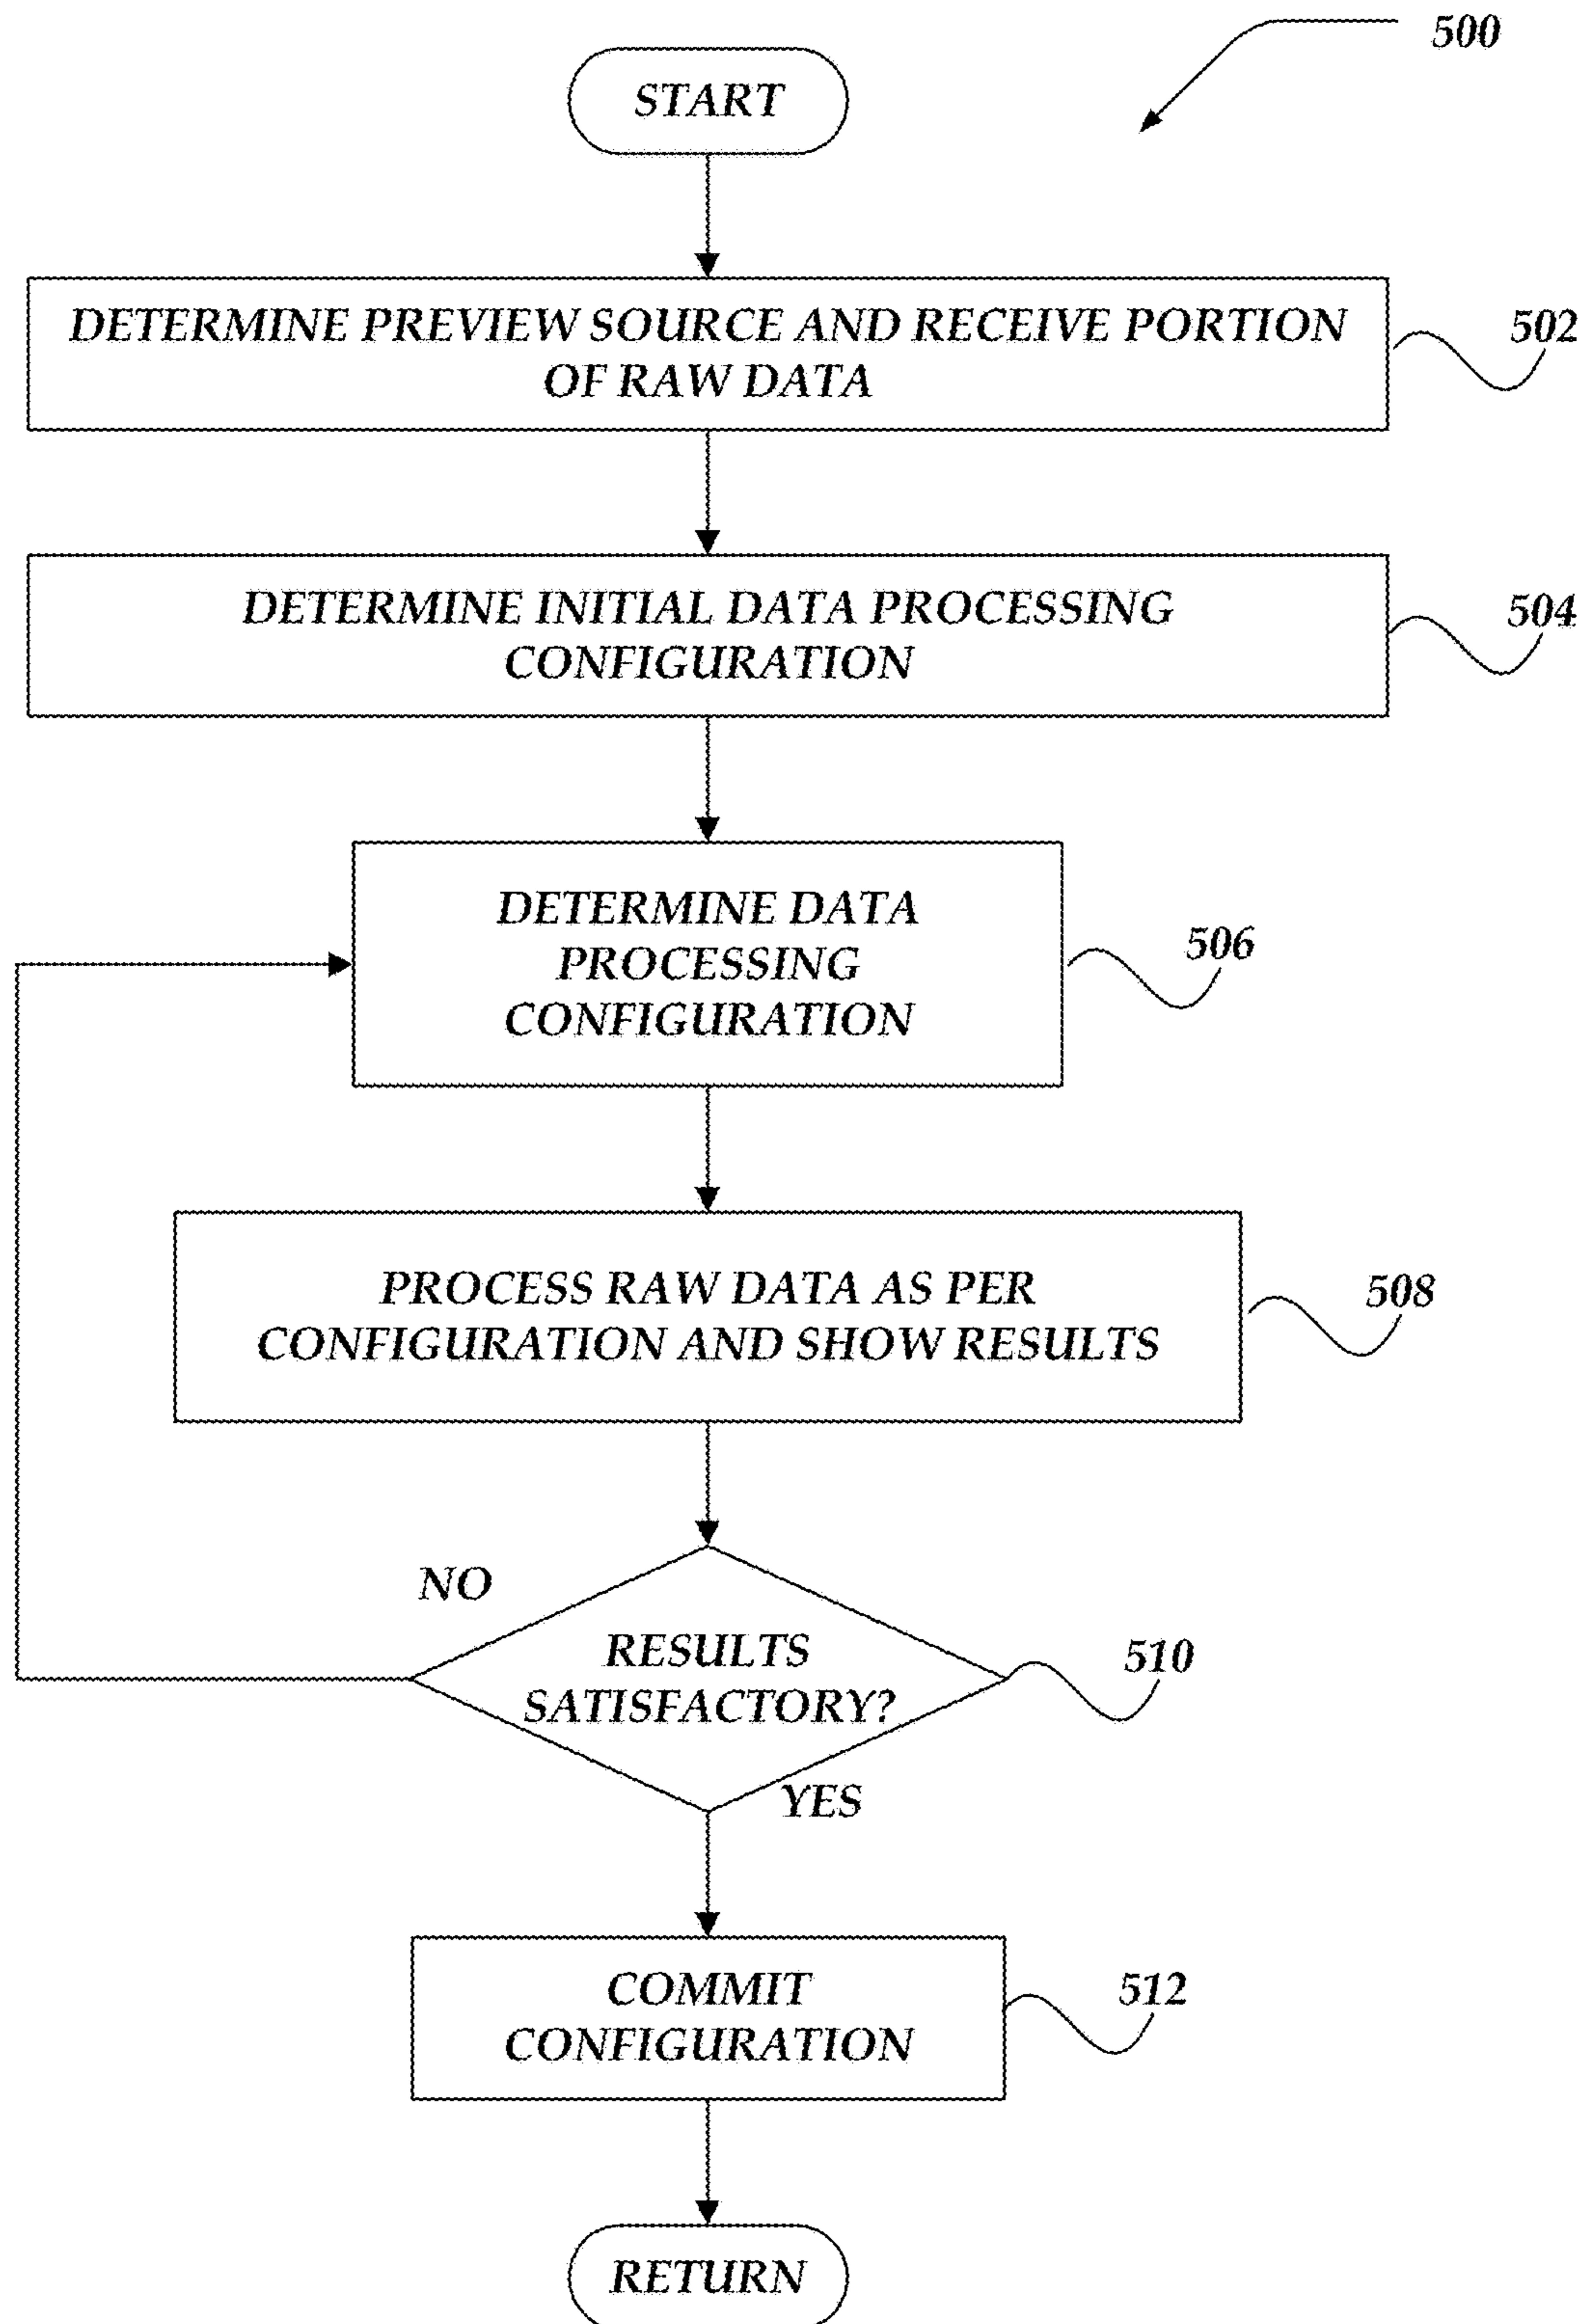 500
START
DETERMINE PREVIEW SOURCE AND RECEIVE PORTION
OF RAW DATA
502
DETERMINE INITIAL DATA PROCESSING
CONFIGURATION
504
DETERMINE DATA
PROCESSING
CONFIGURATION
506
PROCESS RAW DATA AS PER
CONFIGURATION AND SHOW RESULTS
508
NO
RESULTS
SATISFACTORY?
510
YES
COMMIT
CONFIGURATION
512
RETURN